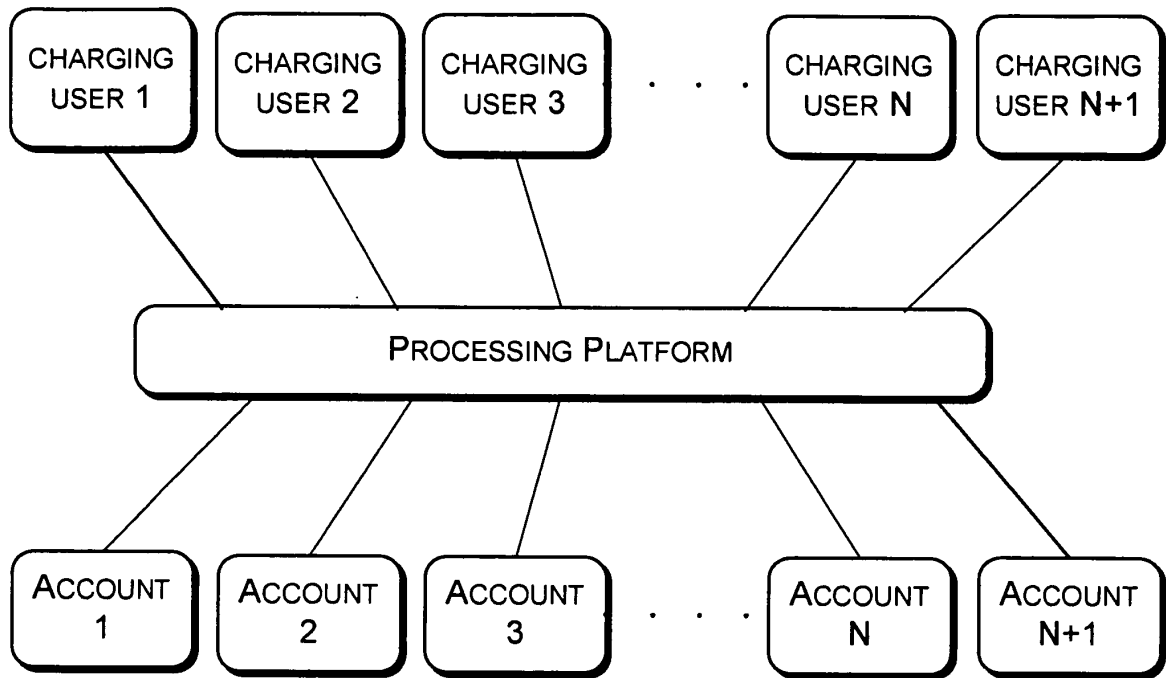 CHARGING USER 1
CHARGING USER 2
CHARGING USER 3
. . .
CHARGING USER N
CHARGING USER N+1
PROCESSING PLATFORM
ACCOUNT 1
ACCOUNT 2
ACCOUNT 3
. . .
ACCOUNT N
ACCOUNT N+1